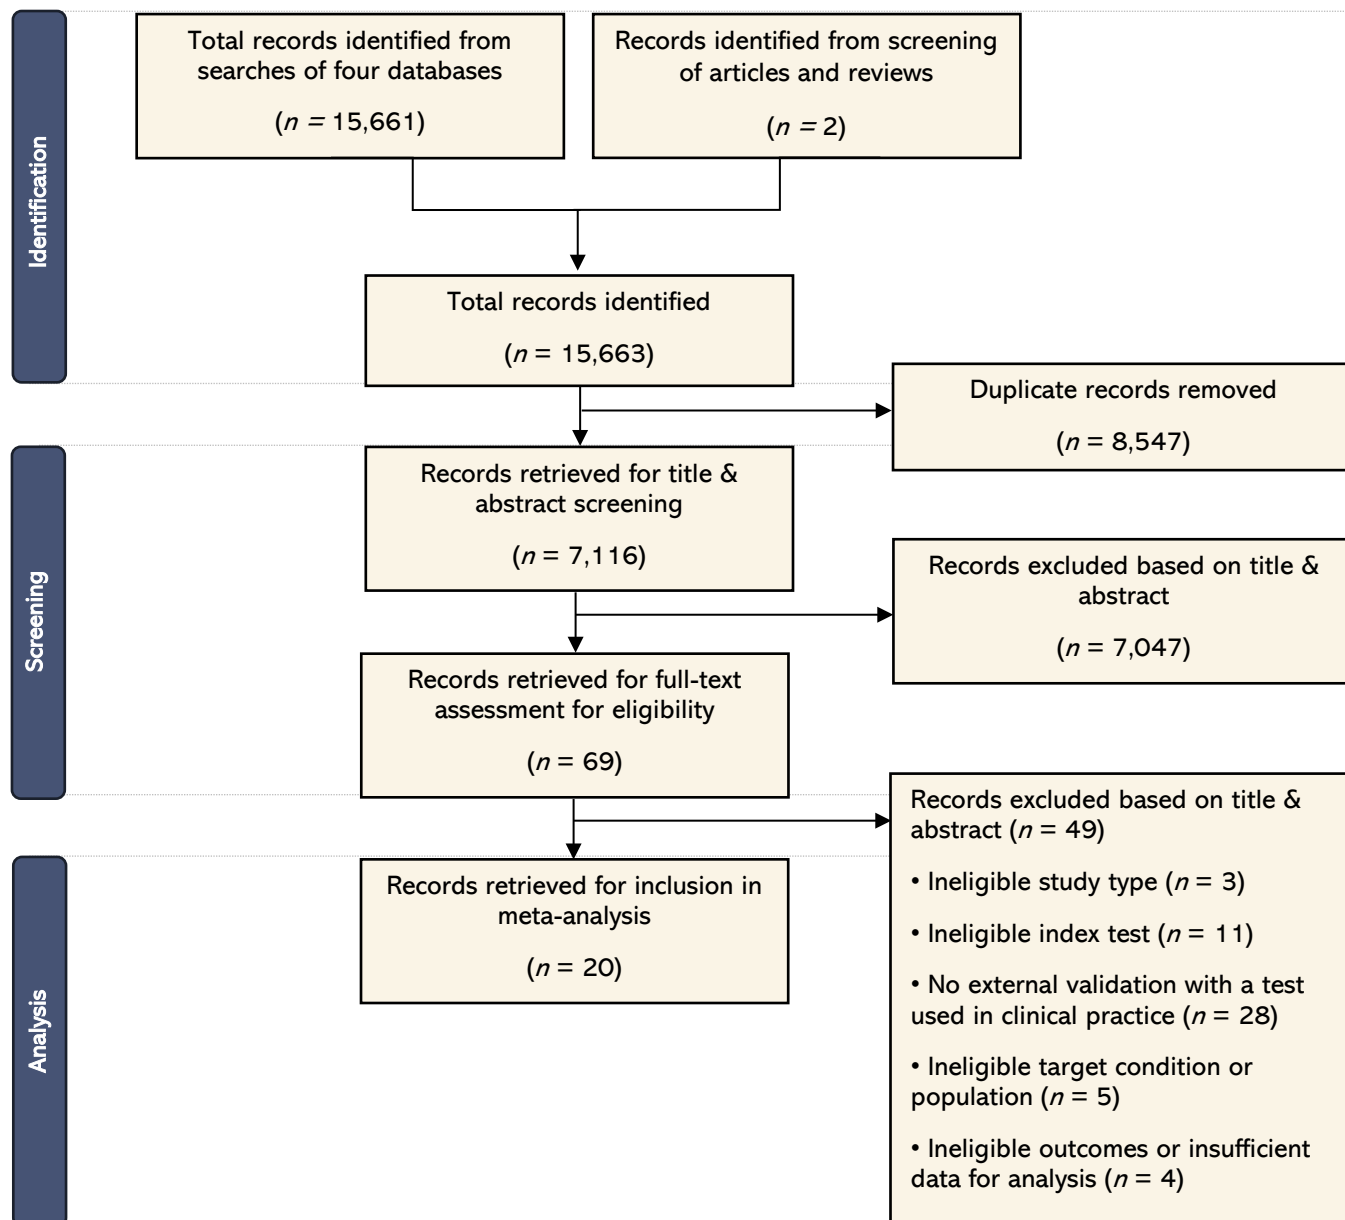 Identification
Total records identified from
searches of four databases
(n = 15,661)
Records identified from screening
of articles and reviews
(n = 2)
Total records identified
(n = 15,663)
Duplicate records removed
(n = 8,547)
Screening
Records retrieved for title &
abstract screening
(n = 7,116)
Records excluded based on title &
abstract
(n = 7,047)
Records retrieved for full-text
assessment for eligibility
(n = 69)
Records excluded based on title &
abstract (n = 49)
• Ineligible study type (n = 3)
• Ineligible index test (n = 11)
• No external validation with a test
used in clinical practice (n = 28)
• Ineligible target condition or
population (n = 5)
• Ineligible outcomes or insufficient
data for analysis (n = 4)
Analysis
Records retrieved for inclusion in
meta-analysis
(n = 20)